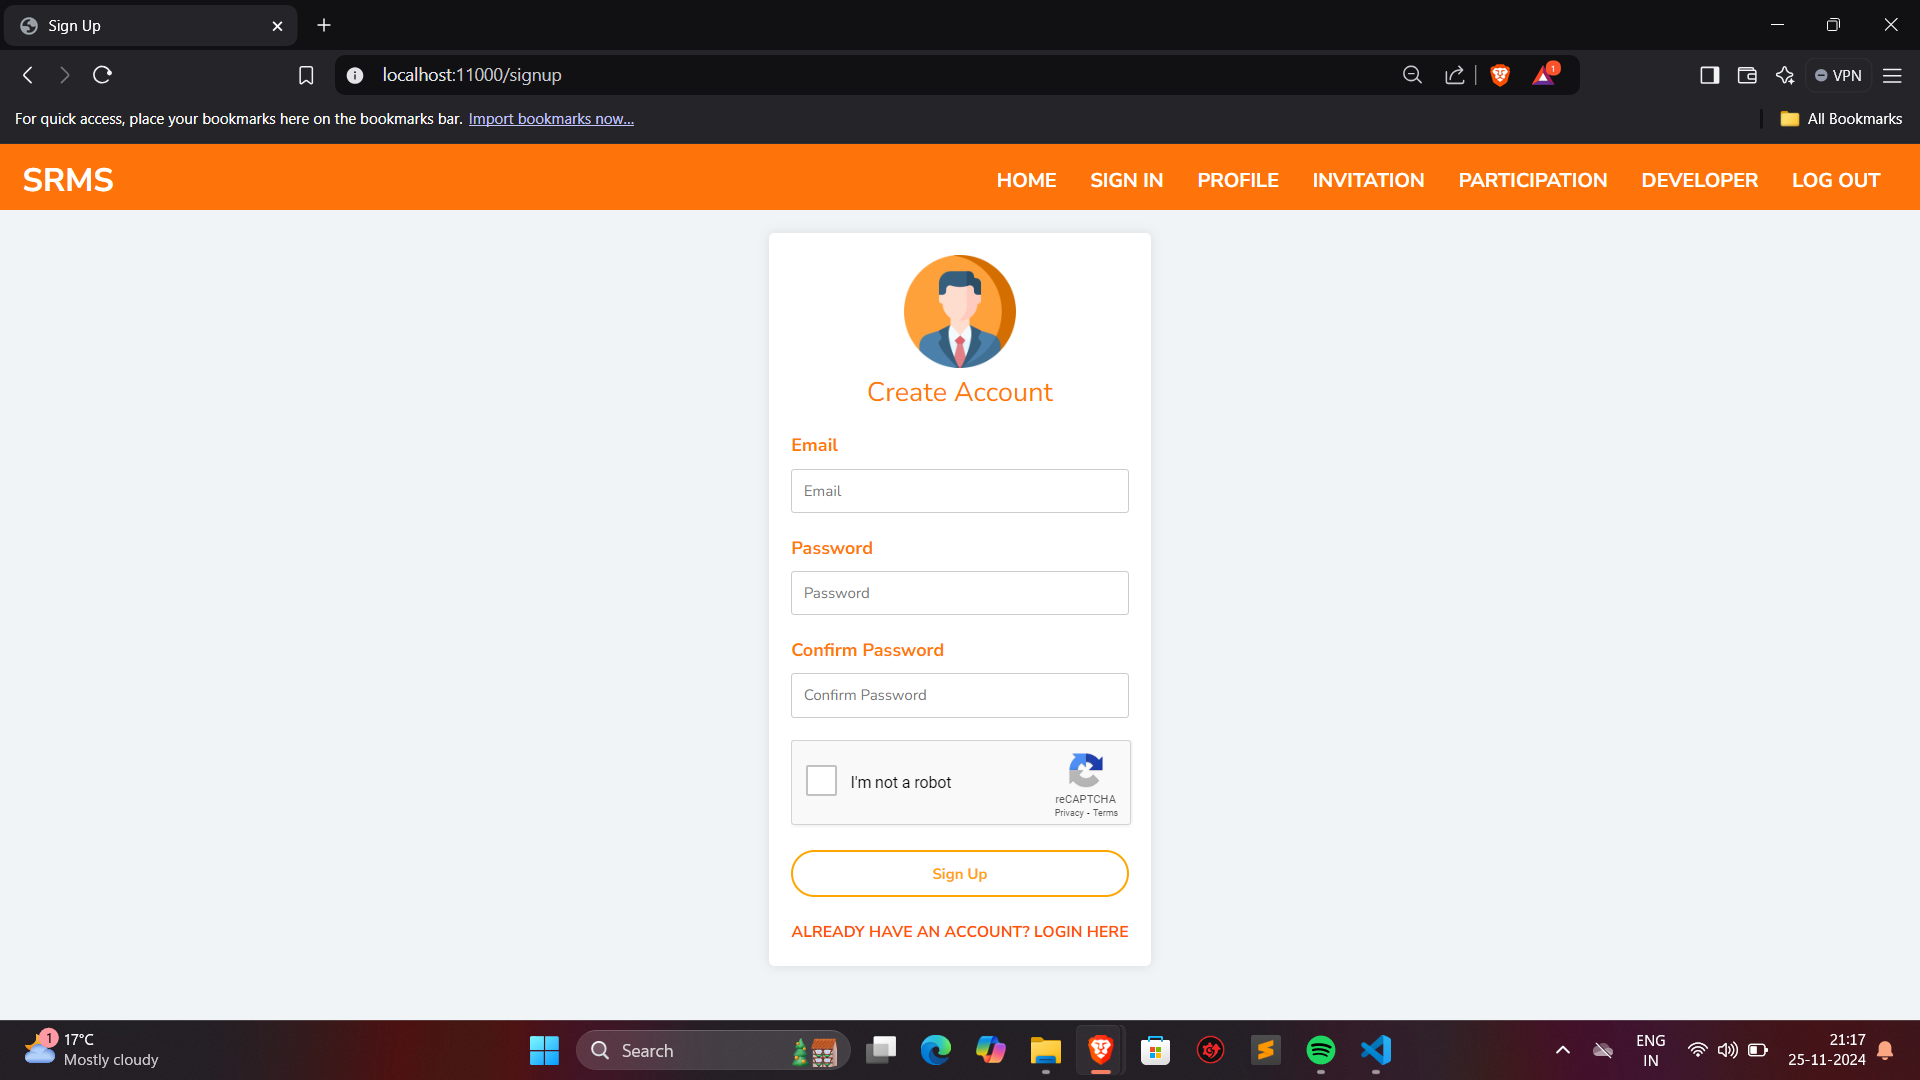 Sign Up
localhost:11000/signup
1
VPN
For quick access, place your bookmarks here on the bookmarks bar. Import bookmarks now...
All Bookmarks
SRMS
HOME SIGN IN PROFILE INVITATION PARTICIPATION DEVELOPER LOG OUT
Create Account
Email
Email
Password
Password
Confirm Password
Confirm Password
I'm not a robot
reCAPTCHA
Privacy - Terms
Sign Up
ALREADY HAVE AN ACCOUNT? LOGIN HERE
1
17°C
Mostly cloudy
Search
ENG
IN
21:17
25-11-2024